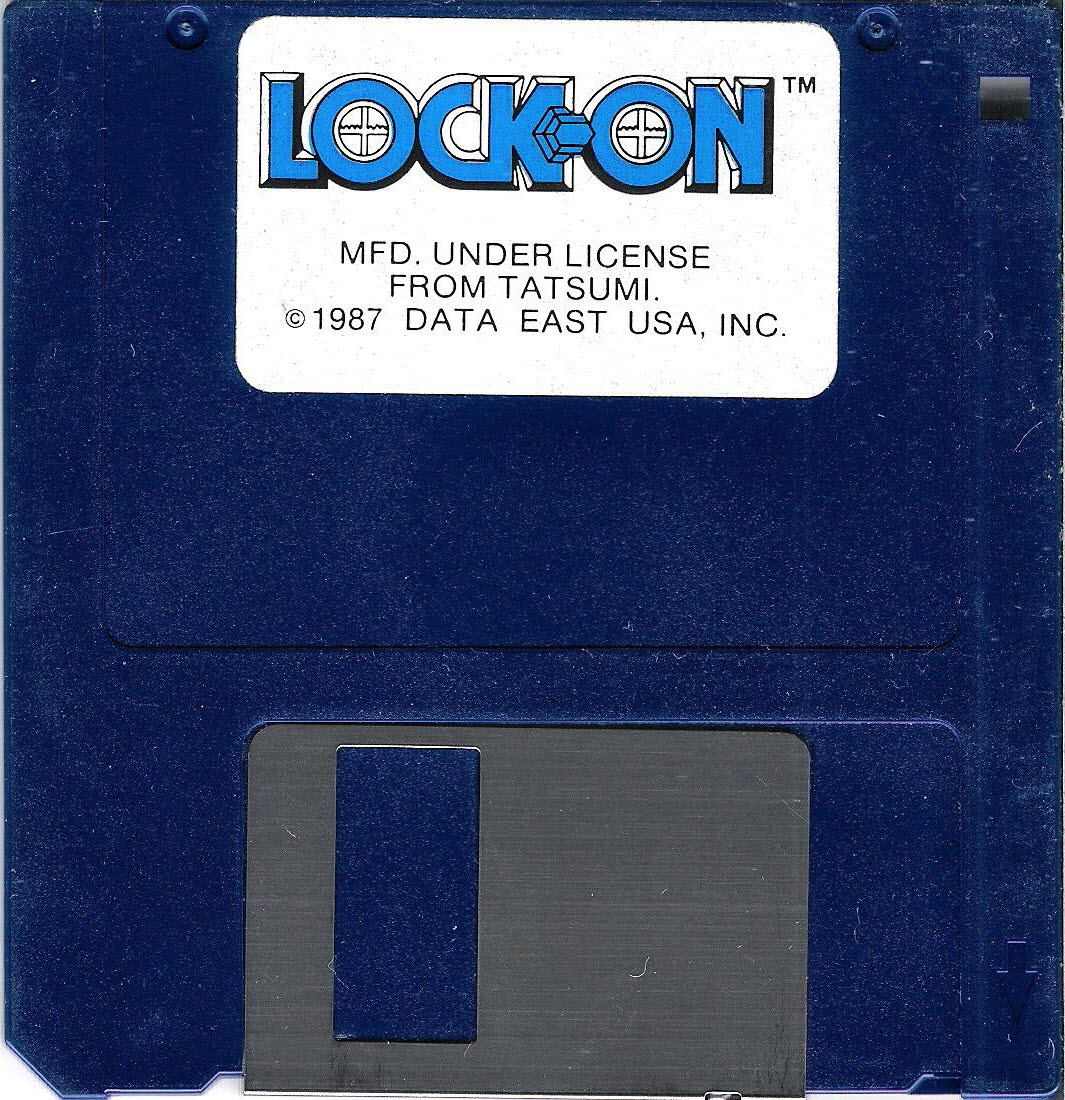 LOCK-ON™
MFD. UNDER LICENSE
FROM TATSUMI.
©1987 DATA EAST USA, INC.